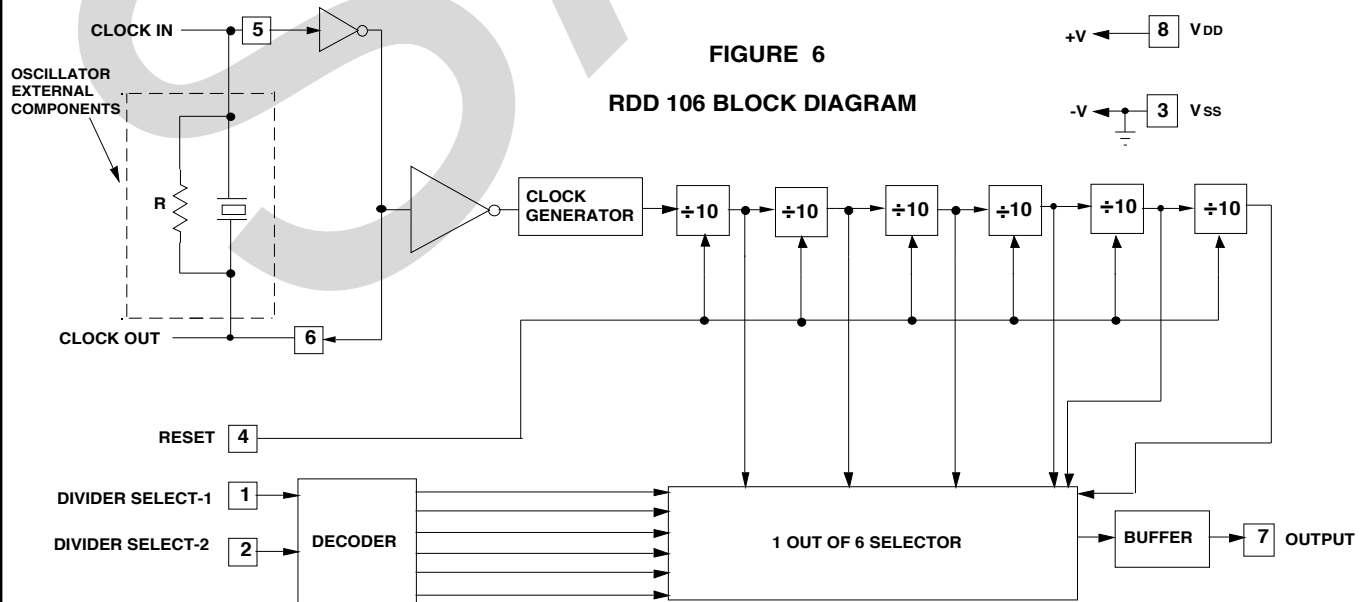 CLOCK IN
5
8 VDD
+V
FIGURE 6
OSCILLATOR
EXTERNAL
COMPONENTS
RDD 106 BLOCK DIAGRAM
-V
3 VSS
R
CLOCK
GENERATOR
÷10
÷10
÷10
÷10
÷10
÷10
CLOCK OUT
6
RESET 4
DIVIDER SELECT-1 1
DIVIDER SELECT-2 2
DECODER
1 OUT OF 6 SELECTOR
BUFFER
7 OUTPUT